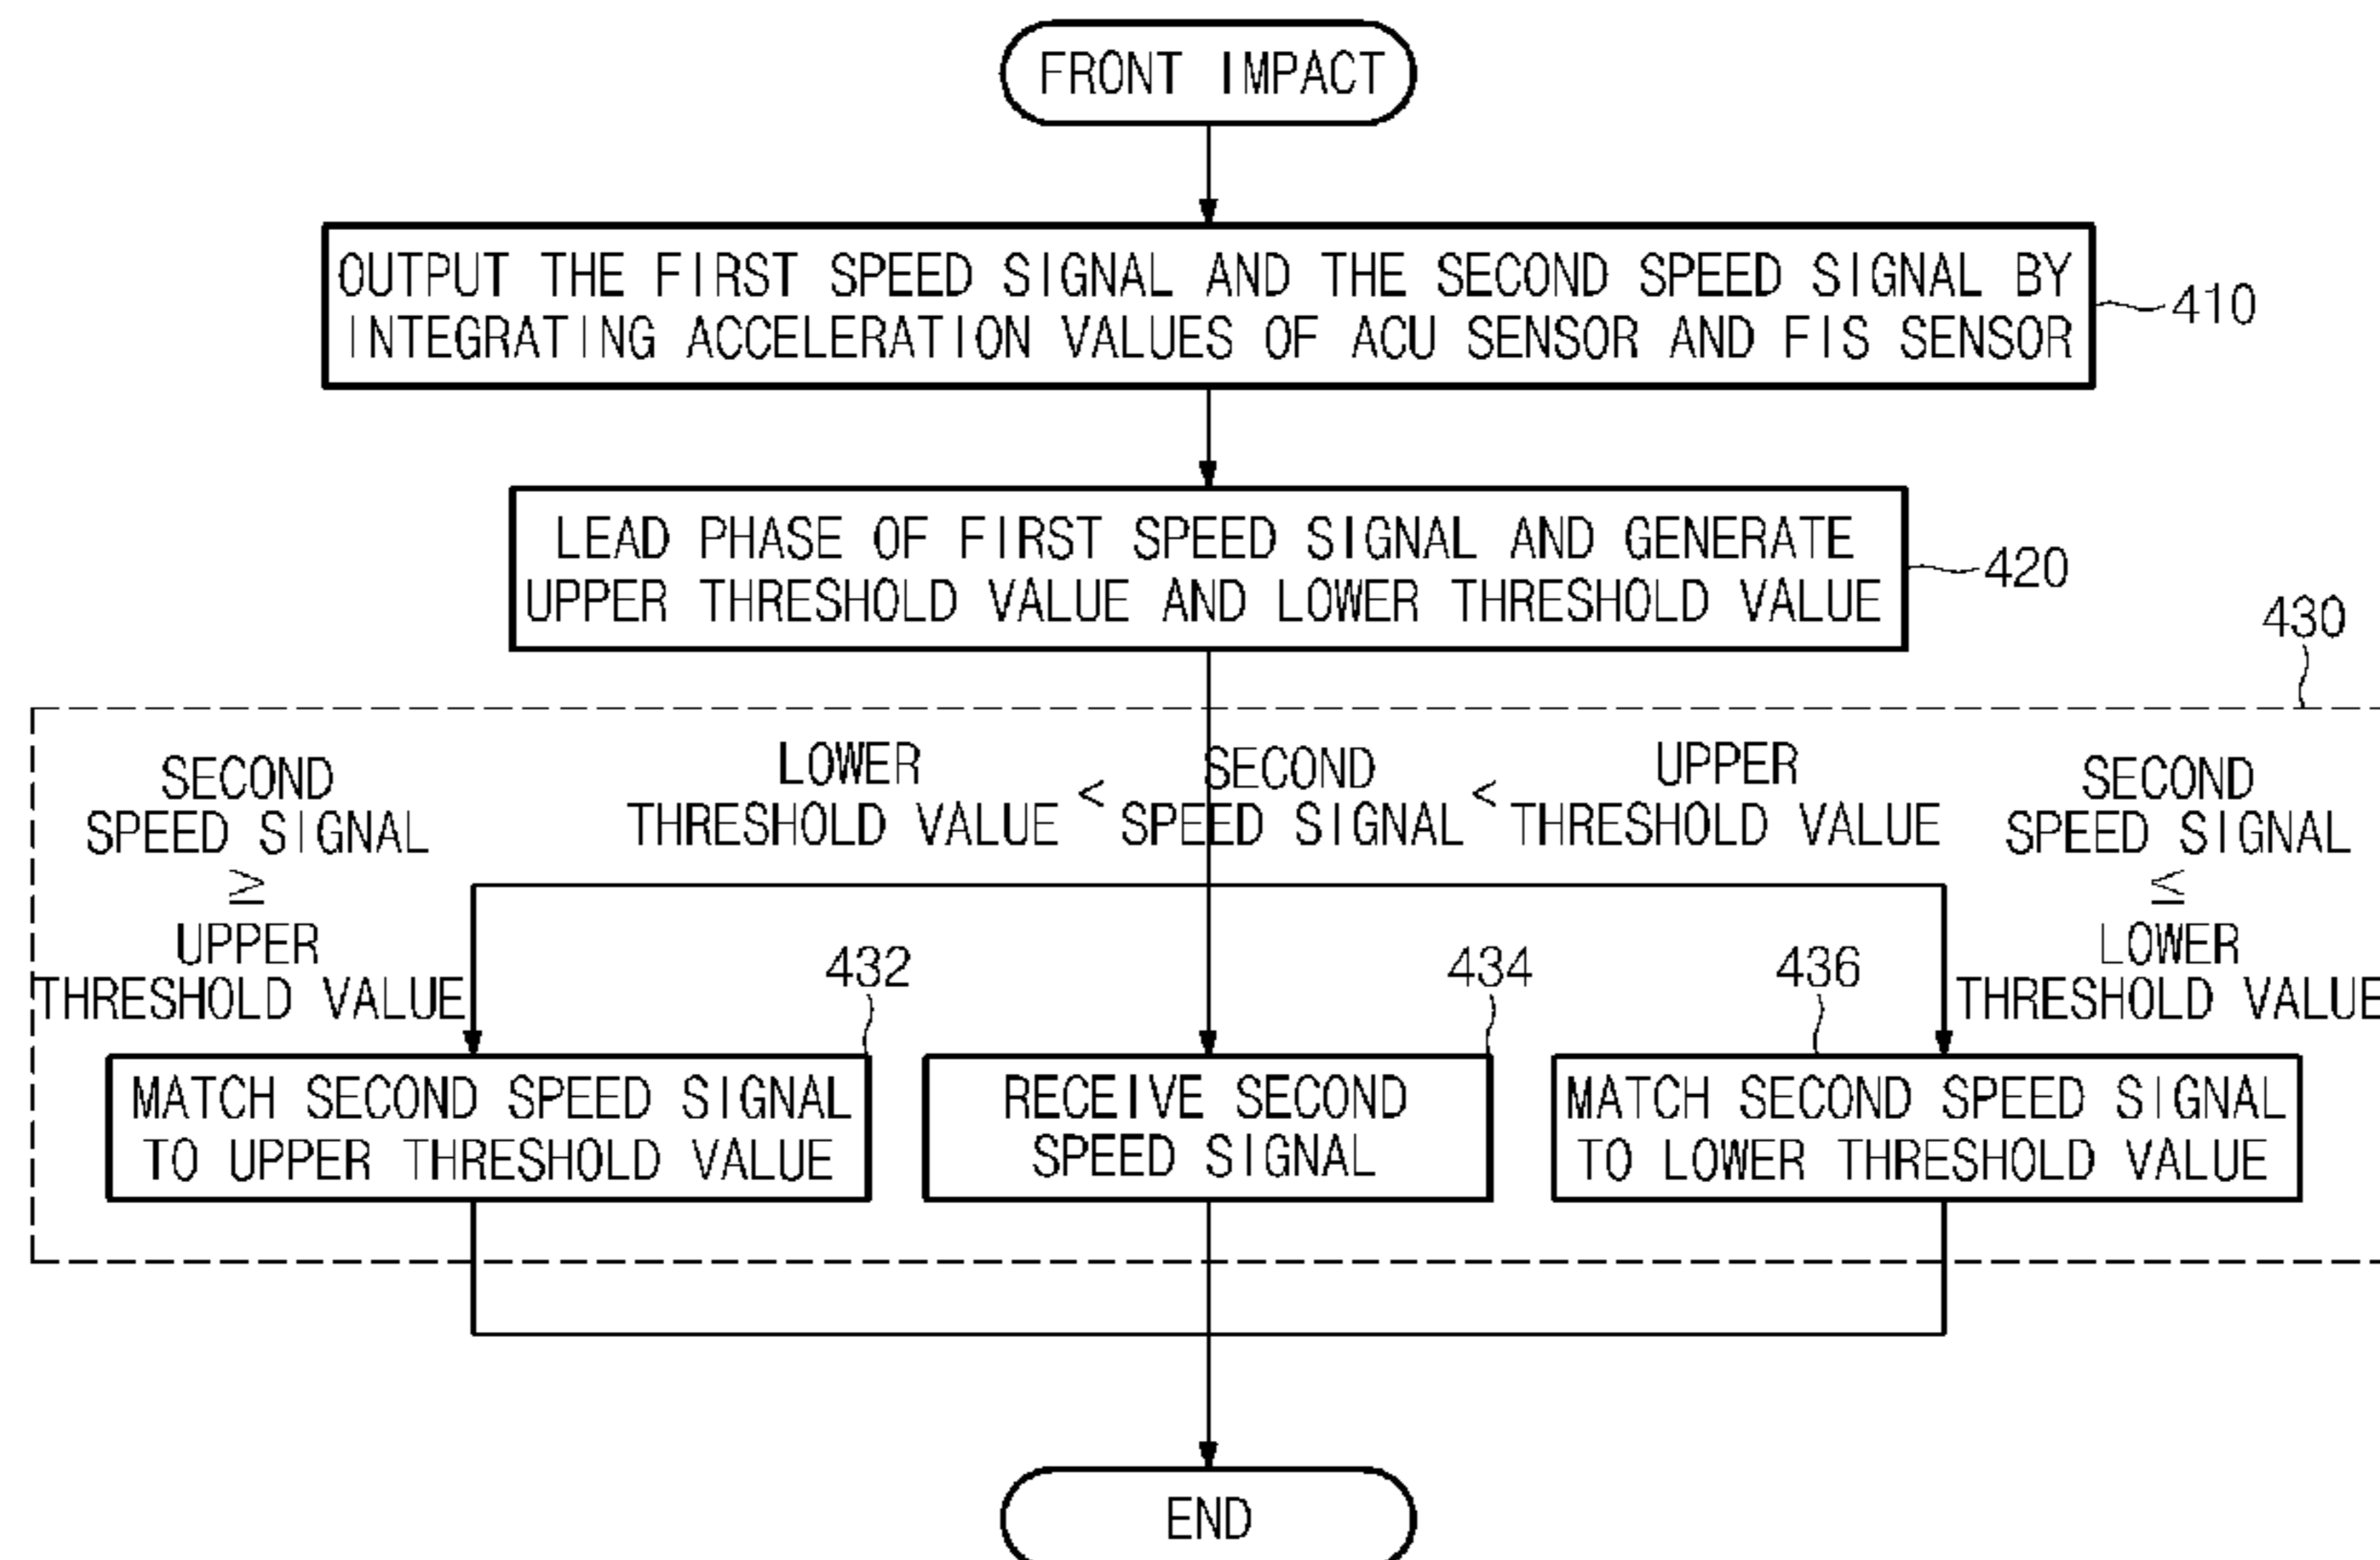 FRONT IMPACT
OUTPUT THE FIRST SPEED SIGNAL AND THE SECOND SPEED SIGNAL BY
INTEGRATING ACCELERATION VALUES OF ACU SENSOR AND FIS SENSOR
410
LEAD PHASE OF FIRST SPEED SIGNAL AND GENERATE
UPPER THRESHOLD VALUE AND LOWER THRESHOLD VALUE
420
430
SECOND
SPEED SIGNAL
≥
UPPER
THRESHOLD VALUE
LOWER
THRESHOLD VALUE
<
SECOND
SPEED SIGNAL
<
UPPER
THRESHOLD VALUE
SECOND
SPEED SIGNAL
≤
LOWER
THRESHOLD VALUE
432
434
436
MATCH SECOND SPEED SIGNAL
TO UPPER THRESHOLD VALUE
RECEIVE SECOND
SPEED SIGNAL
MATCH SECOND SPEED SIGNAL
TO LOWER THRESHOLD VALUE
END